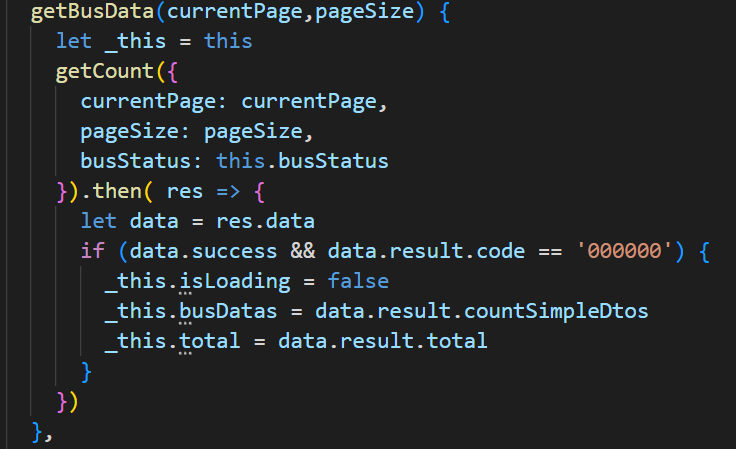 getBusData(currentPage,pageSize) {
let _this = this
getCount({
currentPage: currentPage,
pageSize: pageSize,
busStatus: this.busStatus
}).then( res => {
let data = res.data
if (data.success && data.result.code == '000000') {
_this.isLoading = false
_this.busDatas = data.result.countSimpleDtos
_this.total = data.result.total
}
})
},